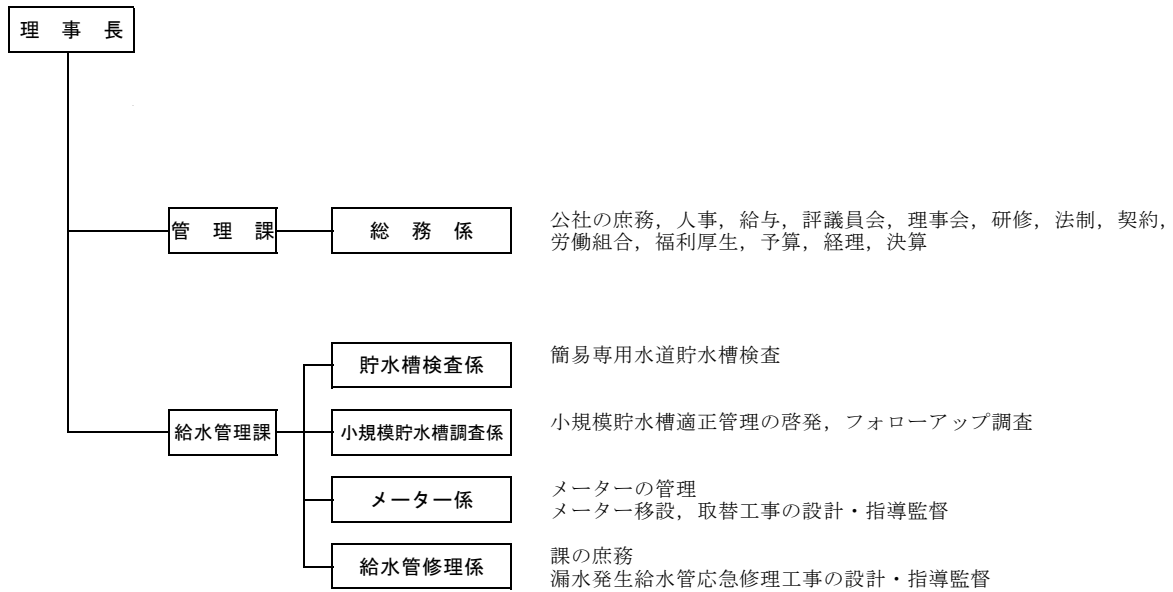 理事長
管理課
総務係
公社の庶務，人事，給与，評議員会，理事会，研修，法制，契約，
労働組合，福利厚生，予算，経理，決算
貯水槽検査係
簡易専用水道貯水槽検査
給水管理課
小規模貯水槽調査係
小規模貯水槽適正管理の啓発，フォローアップ調査
メーター係
メーターの管理
メーター移設，取替工事の設計・指導監督
給水管修理係
課の庶務
漏水発生給水管応急修理工事の設計・指導監督